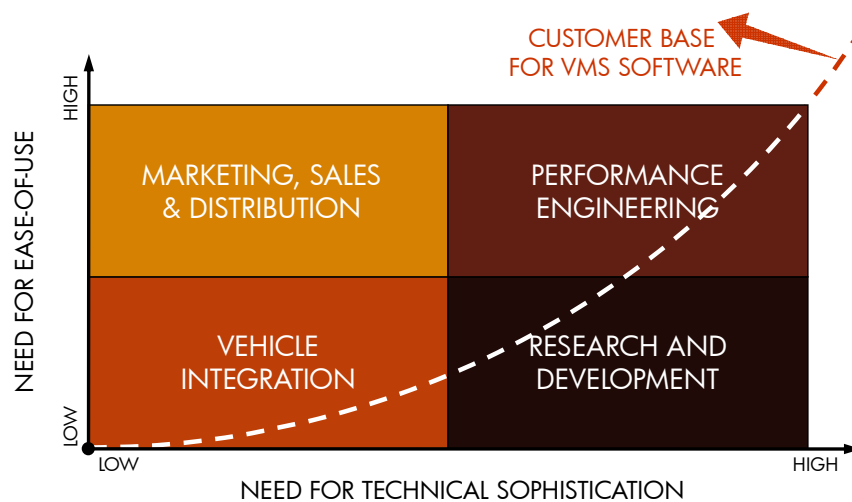 CUSTOMER BASE
FOR VMS SOFTWARE
HIGH
NEED FOR EASE-OF-USE
MARKETING, SALES
& DISTRIBUTION
PERFORMANCE
ENGINEERING
VEHICLE
INTEGRATION
RESEARCH AND
DEVELOPMENT
LOW
LOW
HIGH
NEED FOR TECHNICAL SOPHISTICATION